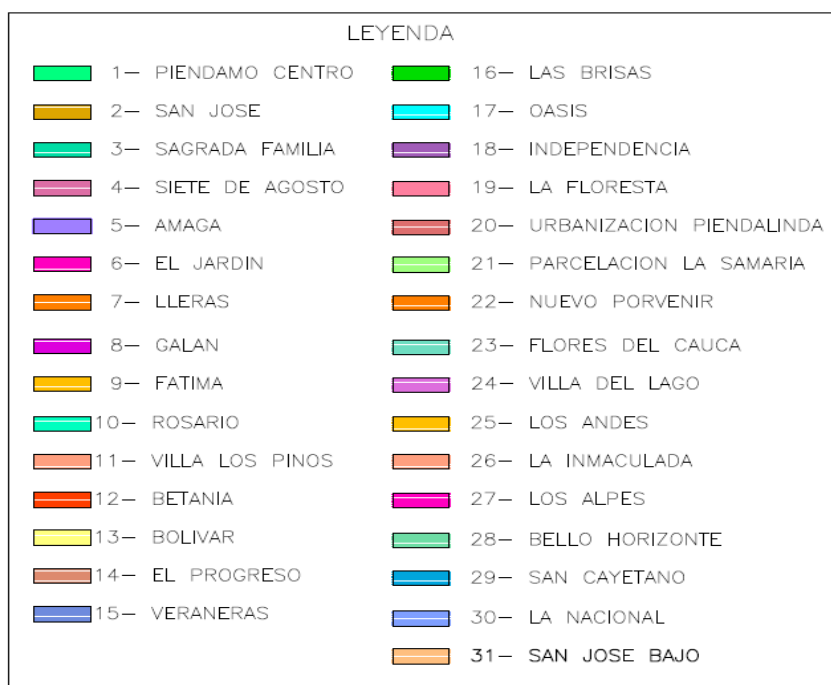 LEYENDA
1- PIENDAMO CENTRO
2- SAN JOSE
3- SAGRADA FAMILIA
4- SIETE DE AGOSTO
5- AMAGA
6- EL JARDIN
7- LLERAS
8- GALAN
9- FATIMA
10- ROSARIO
11- VILLA LOS PINOS
12- BETANIA
13- BOLIVAR
14- EL PROGRESO
15- VERANERAS
16- LAS BRISAS
17- OASIS
18- INDEPENDENCIA
19- LA FLORESTA
20- URBANIZACION PIENDALINDA
21- PARCELACION LA SAMARIA
22- NUEVO PORVENIR
23- FLORES DEL CAUCA
24- VILLA DEL LAGO
25- LOS ANDES
26- LA INMACULADA
27- LOS ALPES
28- BELLO HORIZONTE
29- SAN CAYETANO
30- LA NACIONAL
31- SAN JOSE BAJO